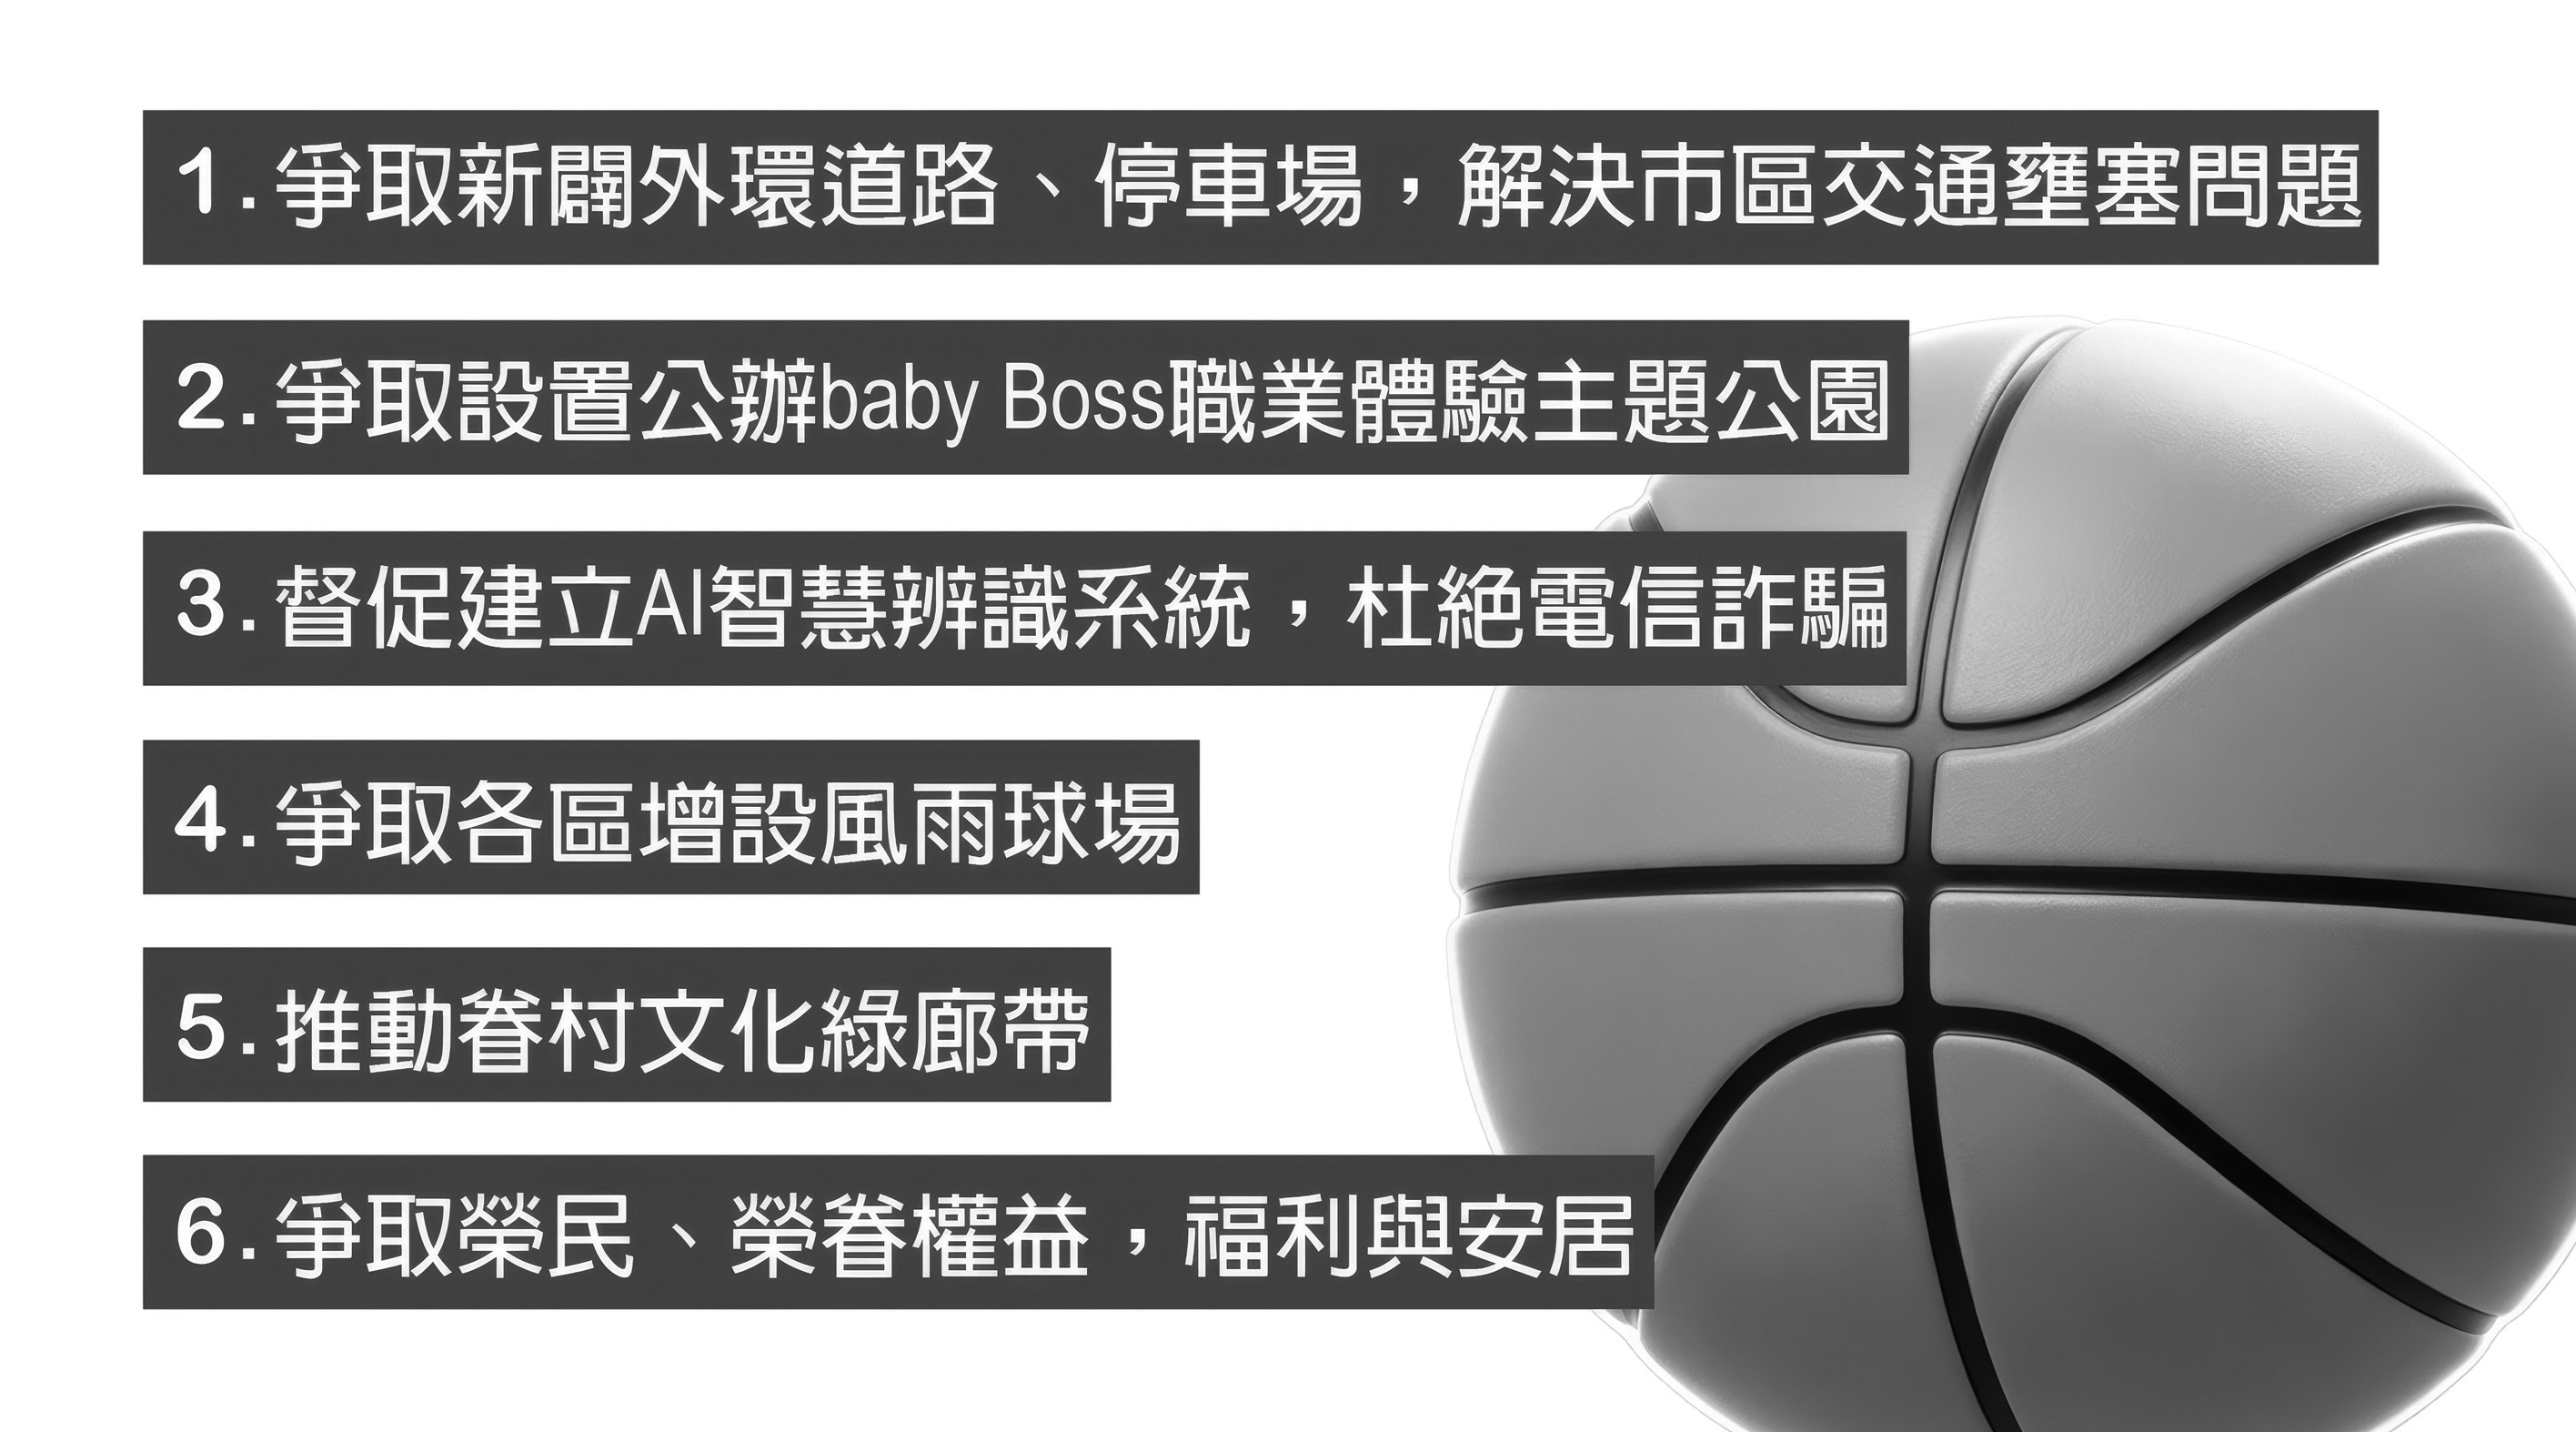 1.爭取新闢外環道路、停車場，解決市區交通壅塞問題
2.爭取設置公辦baby Boss職業體驗主題公園
3.督促建立AI智慧辨識系統，杜絕電信詐騙
4.爭取各區增設風雨球場
5.推動眷村文化綠廊帶
6.爭取榮民、榮眷權益，福利與安居